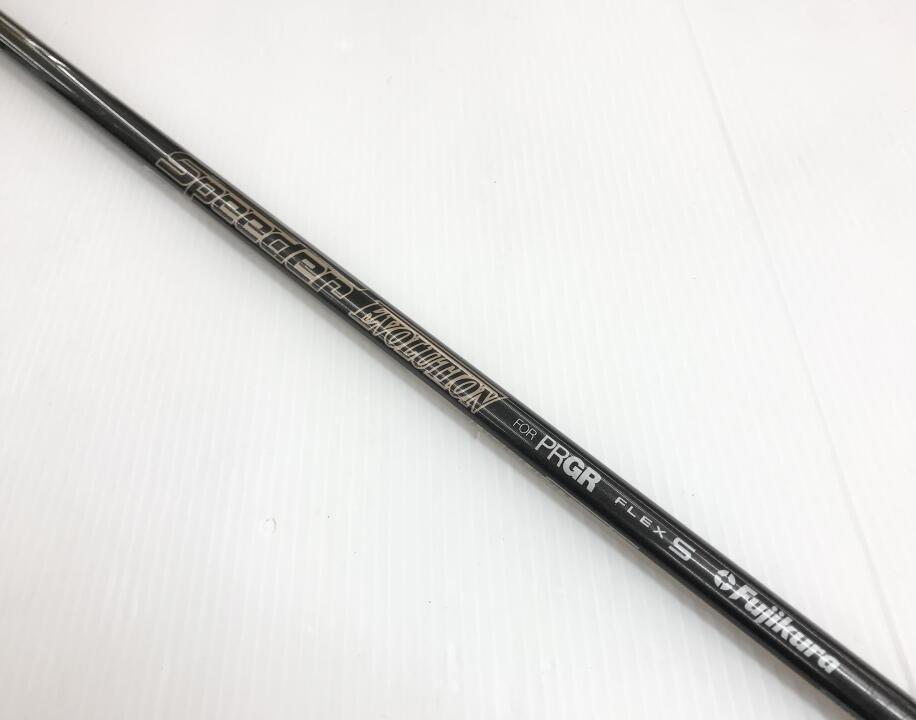 Speeder EVOLUTION FOR PRGR FLEX S Fujikura